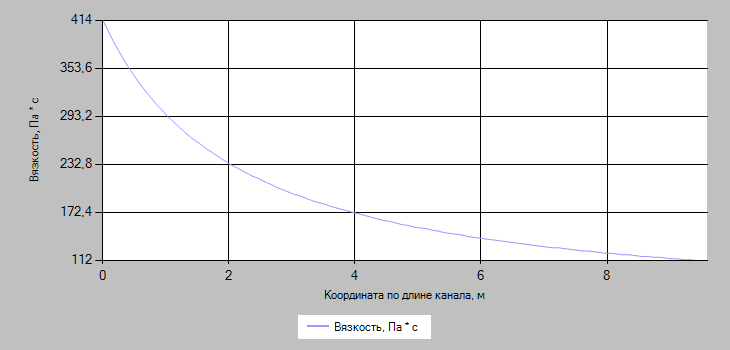 414
353,6
293,2
232,8
172,4
112
Вязкость, Па * с
0 2 4 6 8
Координата по длине канала, м
Вязкость, Па * с